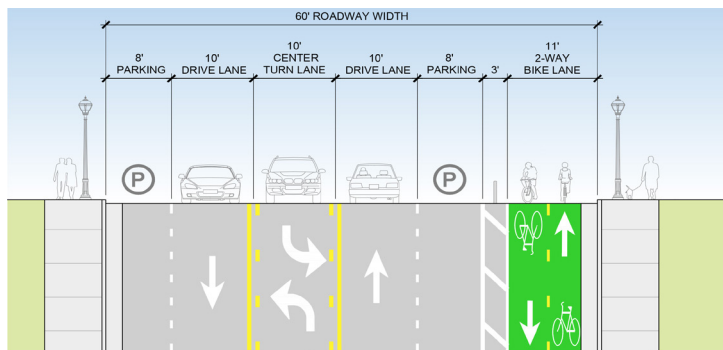 60' ROADWAY WIDTH
8'
PARKING
10'
DRIVE LANE
10'
CENTER
TURN LANE
10'
DRIVE LANE
8'
PARKING
3'
11'
2-WAY
BIKE LANE
P
P